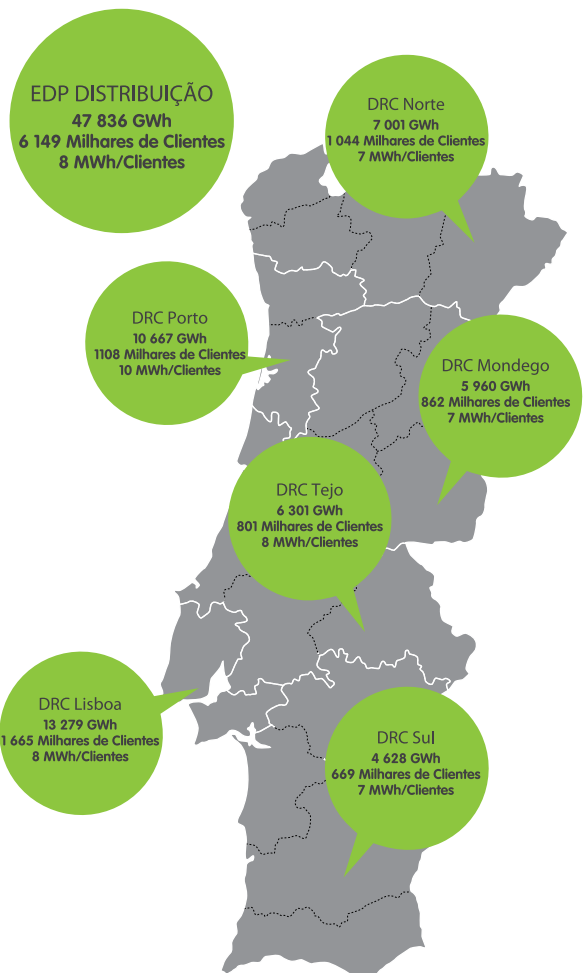 EDP DISTRIBUIÇÃO
47 836 GWh
6 149 Milhares de Clientes
8 MWh/Clientes
DRC Norte
7 001 GWh
1 044 Milhares de Clientes
7 MWh/Clientes
DRC Porto
10 667 GWh
1108 Milhares de Clientes
10 MWh/Clientes
DRC Mondego
5 960 GWh
862 Milhares de Clientes
7 MWh/Clientes
DRC Tejo
6 301 GWh
801 Milhares de Clientes
8 MWh/Clientes
DRC Lisboa
13 279 GWh
1 665 Milhares de Clientes
8 MWh/Clientes
DRC Sul
4 628 GWh
669 Milhares de Clientes
7 MWh/Clientes